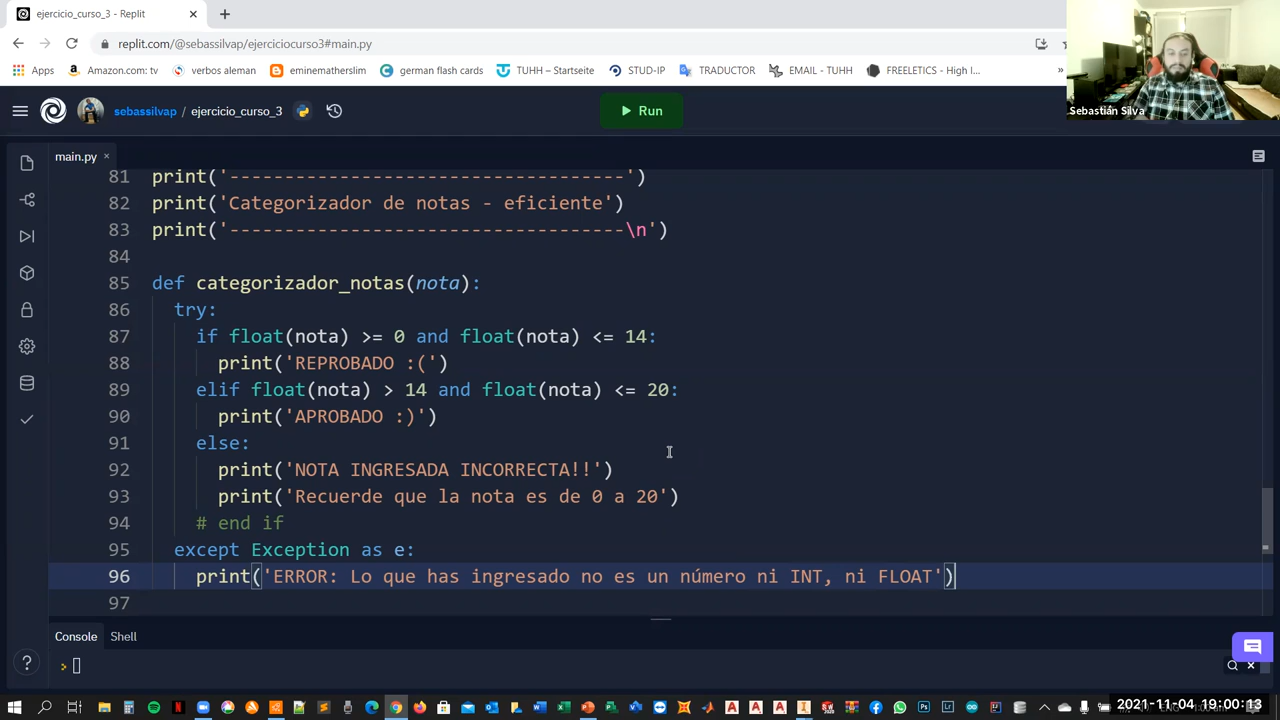 ejercicio_curso_3 - Replit
replit.com/@sebassilvap/ejerciciocurso3#main.py
Apps
Amazon.com: tv
verbos aleman
eminematherslim
german flash cards
TUHH – Startseite
STUD-IP
TRADUCTOR
EMAIL - TUHH
FREELETICS - High I...
»
Sebastián Silva
sebassilvap / ejercicio_curso_3
Run
main.py
81 print('------------------------------------')
82 print('Categorizador de notas - eficiente')
83 print('------------------------------------\n')
84
85 def categorizador_notas(nota):
86 try:
87 if float(nota) >= 0 and float(nota) <= 14:
88 print('REPROBADO :(')
89 elif float(nota) > 14 and float(nota) <= 20:
90 print('APROBADO :)')
91 else:
92 print('NOTA INGRESADA INCORRECTA!!')
93 print('Recuerde que la nota es de 0 a 20')
94 # end if
95 except Exception as e:
96 print('ERROR: Lo que has ingresado no es un número ni INT, ni FLOAT')
97
Console
Shell
2021-11-04 19:00:13